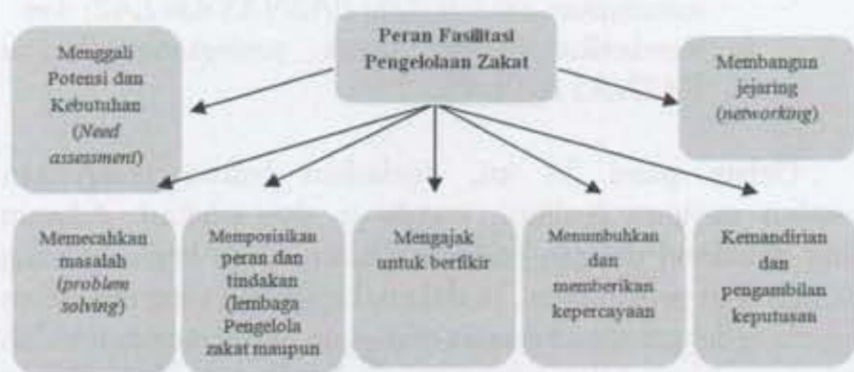 Peran Fasilitasi
Pengelolaan Zakat
Menggali
Potensi dan
Kebutuhan
(Need
assessment)
Membangun
jejaring
(networking)
Memecahkan
masalah
(problem
solving)
Memposisikan
peran dan
tindakan
(lembaga
Pengelola
zakat maupun
Mengajak
untuk berfikir
Menumbuhkan
dan
memberikan
kepercayaan
Kemandirian
dan
pengambilan
keputusan